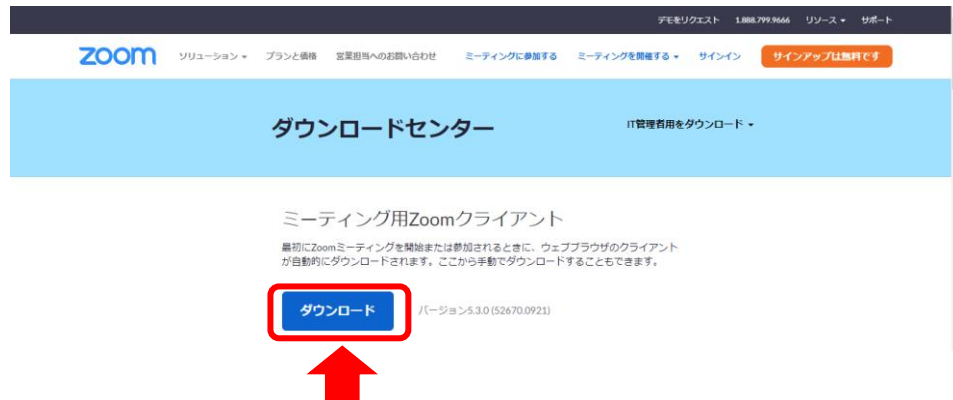 デモをリクエスト 1.888.799.9666 リソース サポート
zoom ソリューション プランと価格 営業担当へのお問い合わせ ミーティングに参加する ミーティングを開催する サインイン サインアップは無料です
ダウンロードセンター IT管理者用をダウンロード
ミーティング用Zoomクライアント
最初にZoomミーティングを開始または参加されるときに、ウェブブラウザのクライアント
が自動的にダウンロードされます。ここから手動でダウンロードすることもできます。
ダウンロード バージョン5.3.0 (52670.0921)